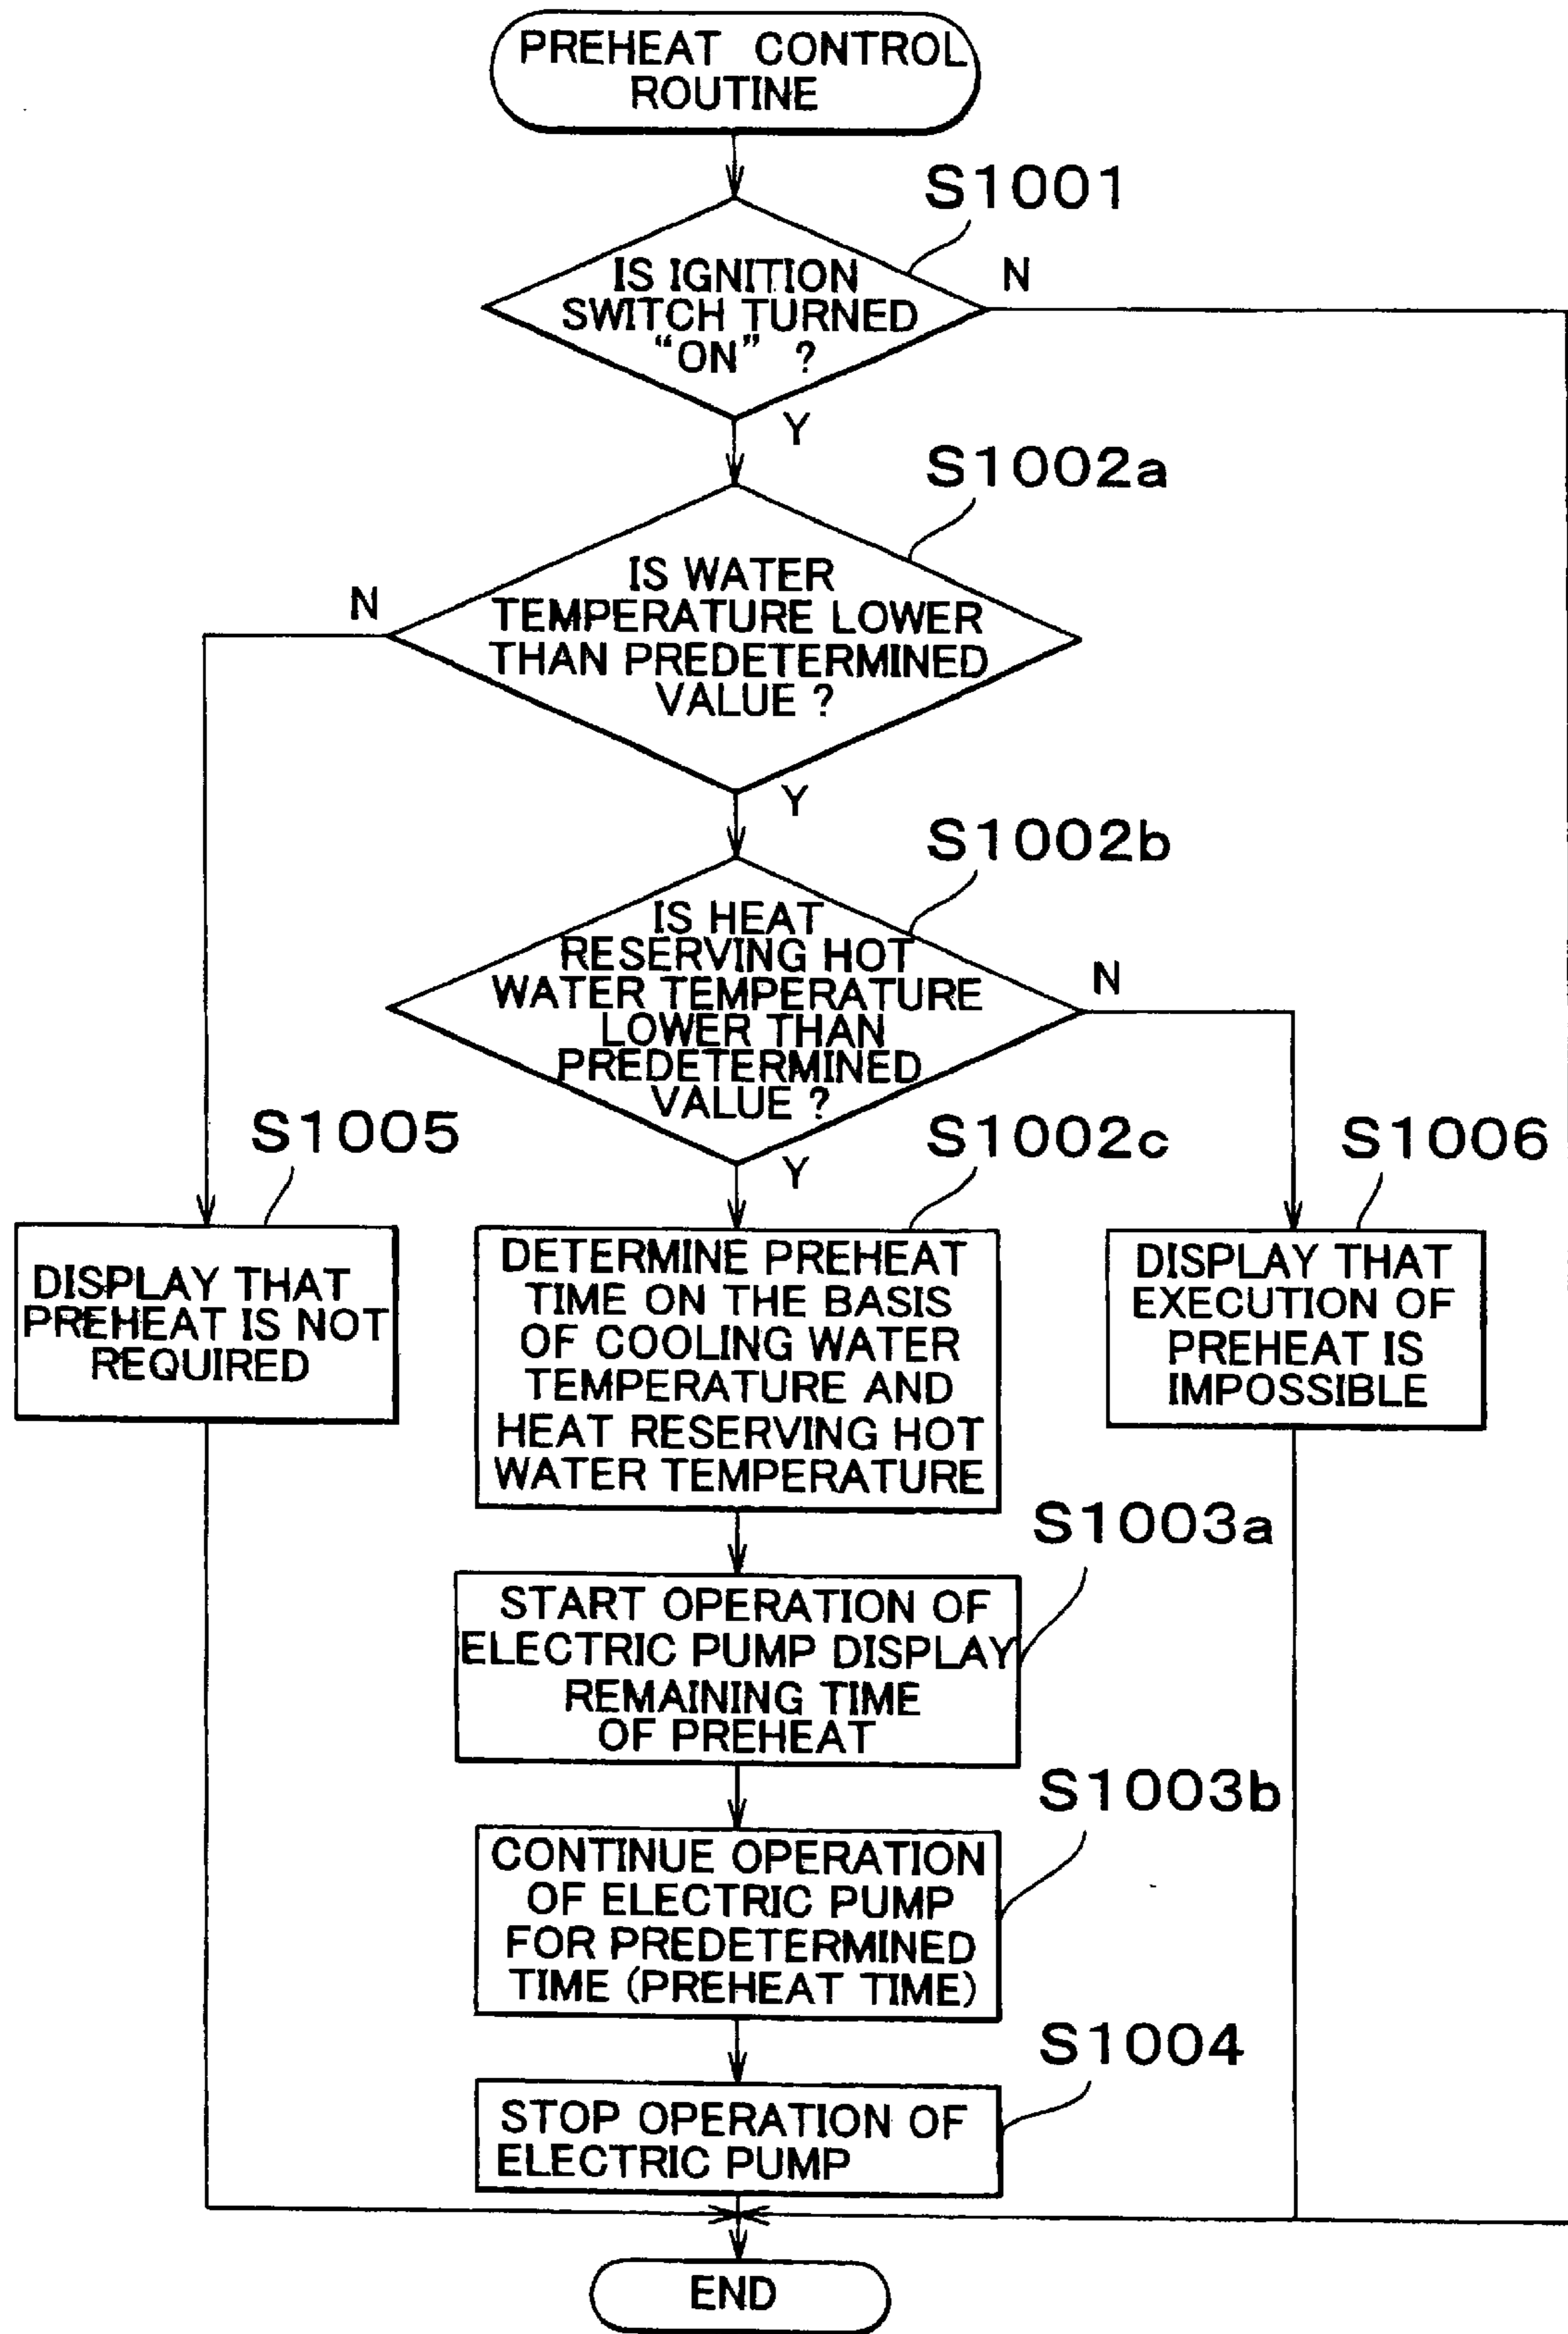 PREHEAT CONTROL
ROUTINE
S1001
IS IGNITION
SWITCH TURNED
“ON” ?
N
Y
S1002a
IS WATER
TEMPERATURE LOWER
THAN PREDETERMINED
VALUE ?
N
Y
S1002b
IS HEAT
RESERVING HOT
WATER TEMPERATURE
LOWER THAN
PREDETERMINED
VALUE ?
N
Y
S1005
DISPLAY THAT
PREHEAT IS NOT
REQUIRED
S1002c
DETERMINE PREHEAT
TIME ON THE BASIS
OF COOLING WATER
TEMPERATURE AND
HEAT RESERVING HOT
WATER TEMPERATURE
S1006
DISPLAY THAT
EXECUTION OF
PREHEAT IS
IMPOSSIBLE
S1003a
START OPERATION OF
ELECTRIC PUMP DISPLAY
REMAINING TIME
OF PREHEAT
S1003b
CONTINUE OPERATION
OF ELECTRIC PUMP
FOR PREDETERMINED
TIME (PREHEAT TIME)
S1004
STOP OPERATION OF
ELECTRIC PUMP
END